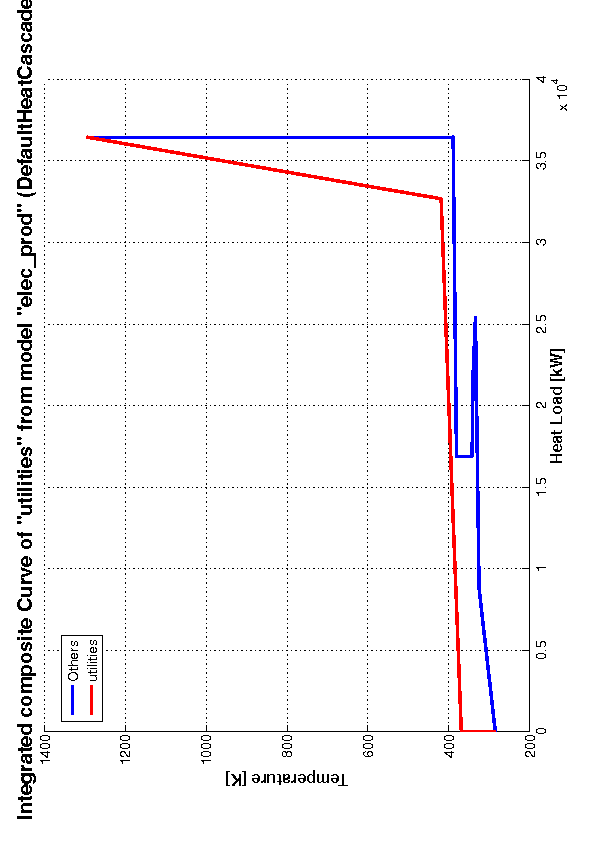 Integrated composite Curve of "utilities" from model "elec_prod" (DefaultHeatCascade
Others
utilities
1400
1200
1000
800
600
400
200
Temperature [K]
0
0.5
1
1.5
2
2.5
3
3.5
4
x 10^4
Heat Load [kW]